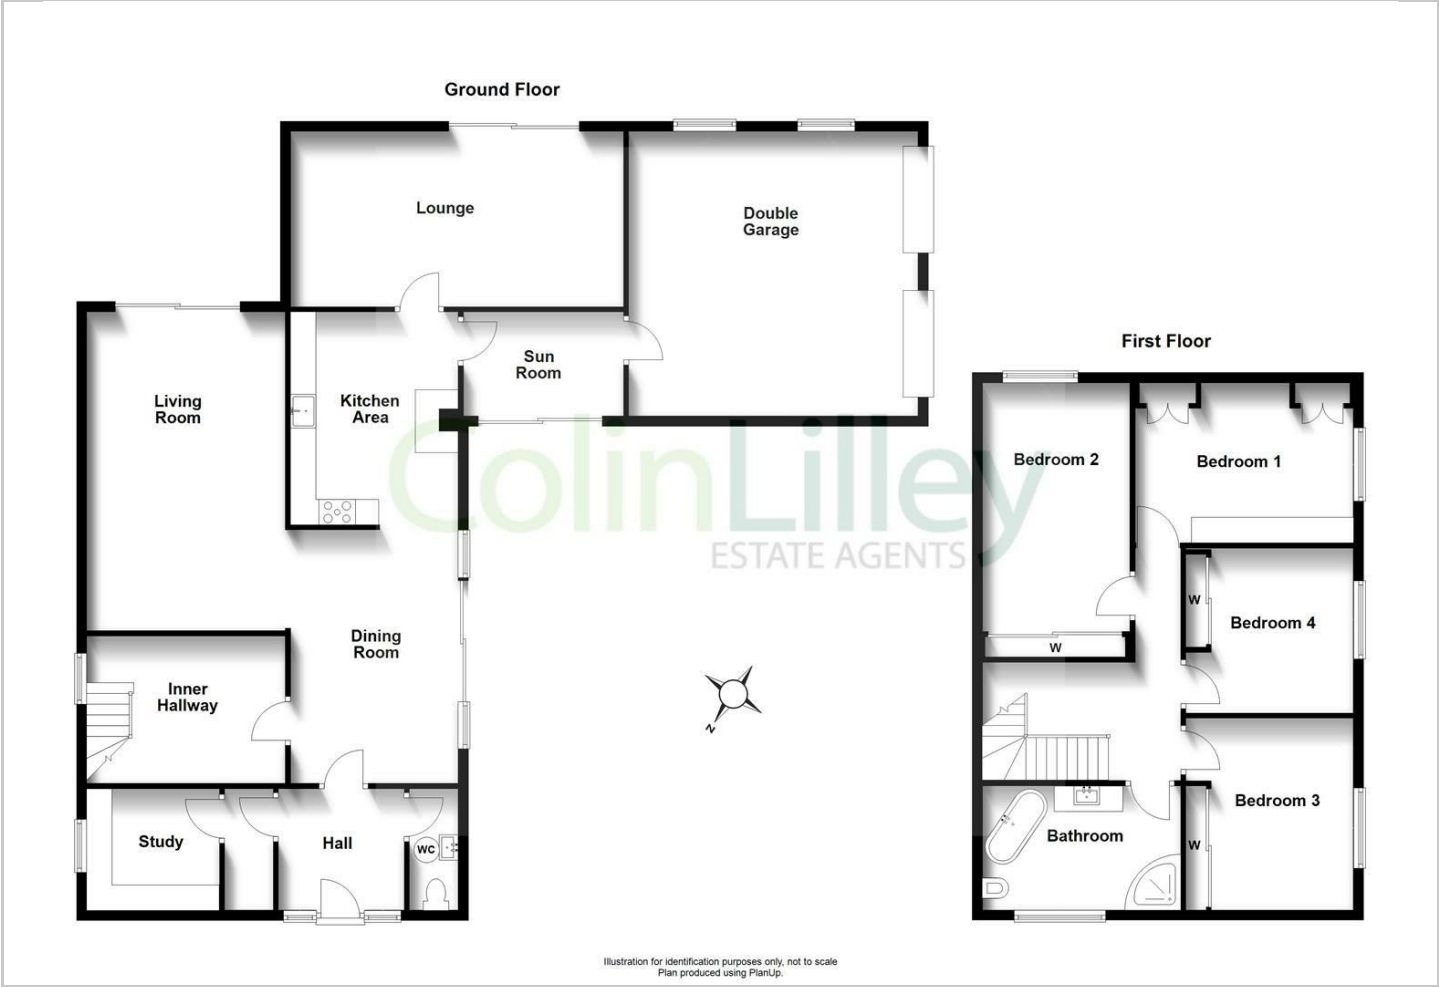 Ground Floor
Lounge
Double
Garage
Living
Room
Kitchen
Area
Sun
Room
Dining
Room
Inner
Hallway
Study
Hall
WC
N
First Floor
Bedroom 2
Bedroom 1
W
Bedroom 4
W
Bedroom 3
W
Bathroom
ColinLilley
ESTATE AGENTS
Illustration for identification purposes only, not to scale
Plan produced using PlanUp.